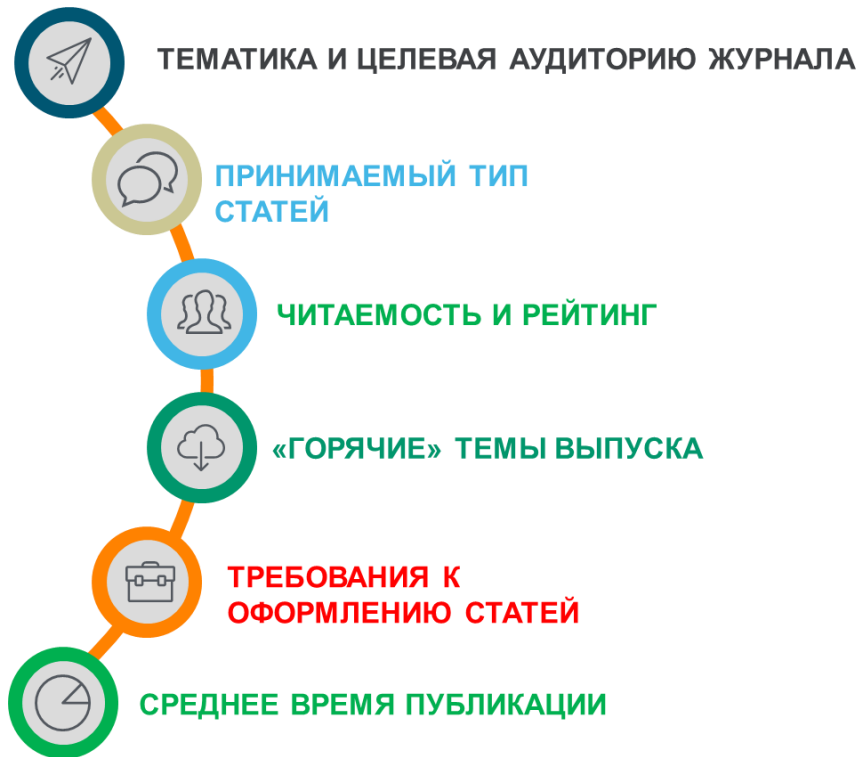 ТЕМАТИКА И ЦЕЛЕВАЯ АУДИТОРИЮ ЖУРНАЛА
ПРИНИМАЕМЫЙ ТИП
СТАТЕЙ
ЧИТАЕМОСТЬ И РЕЙТИНГ
«ГОРЯЧИЕ» ТЕМЫ ВЫПУСКА
ТРЕБОВАНИЯ К
ОФОРМЛЕНИЮ СТАТЕЙ
СРЕДНЕЕ ВРЕМЯ ПУБЛИКАЦИИ